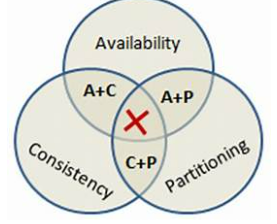 Availability
A+C
A+P
C+P
Consistency
Partitioning